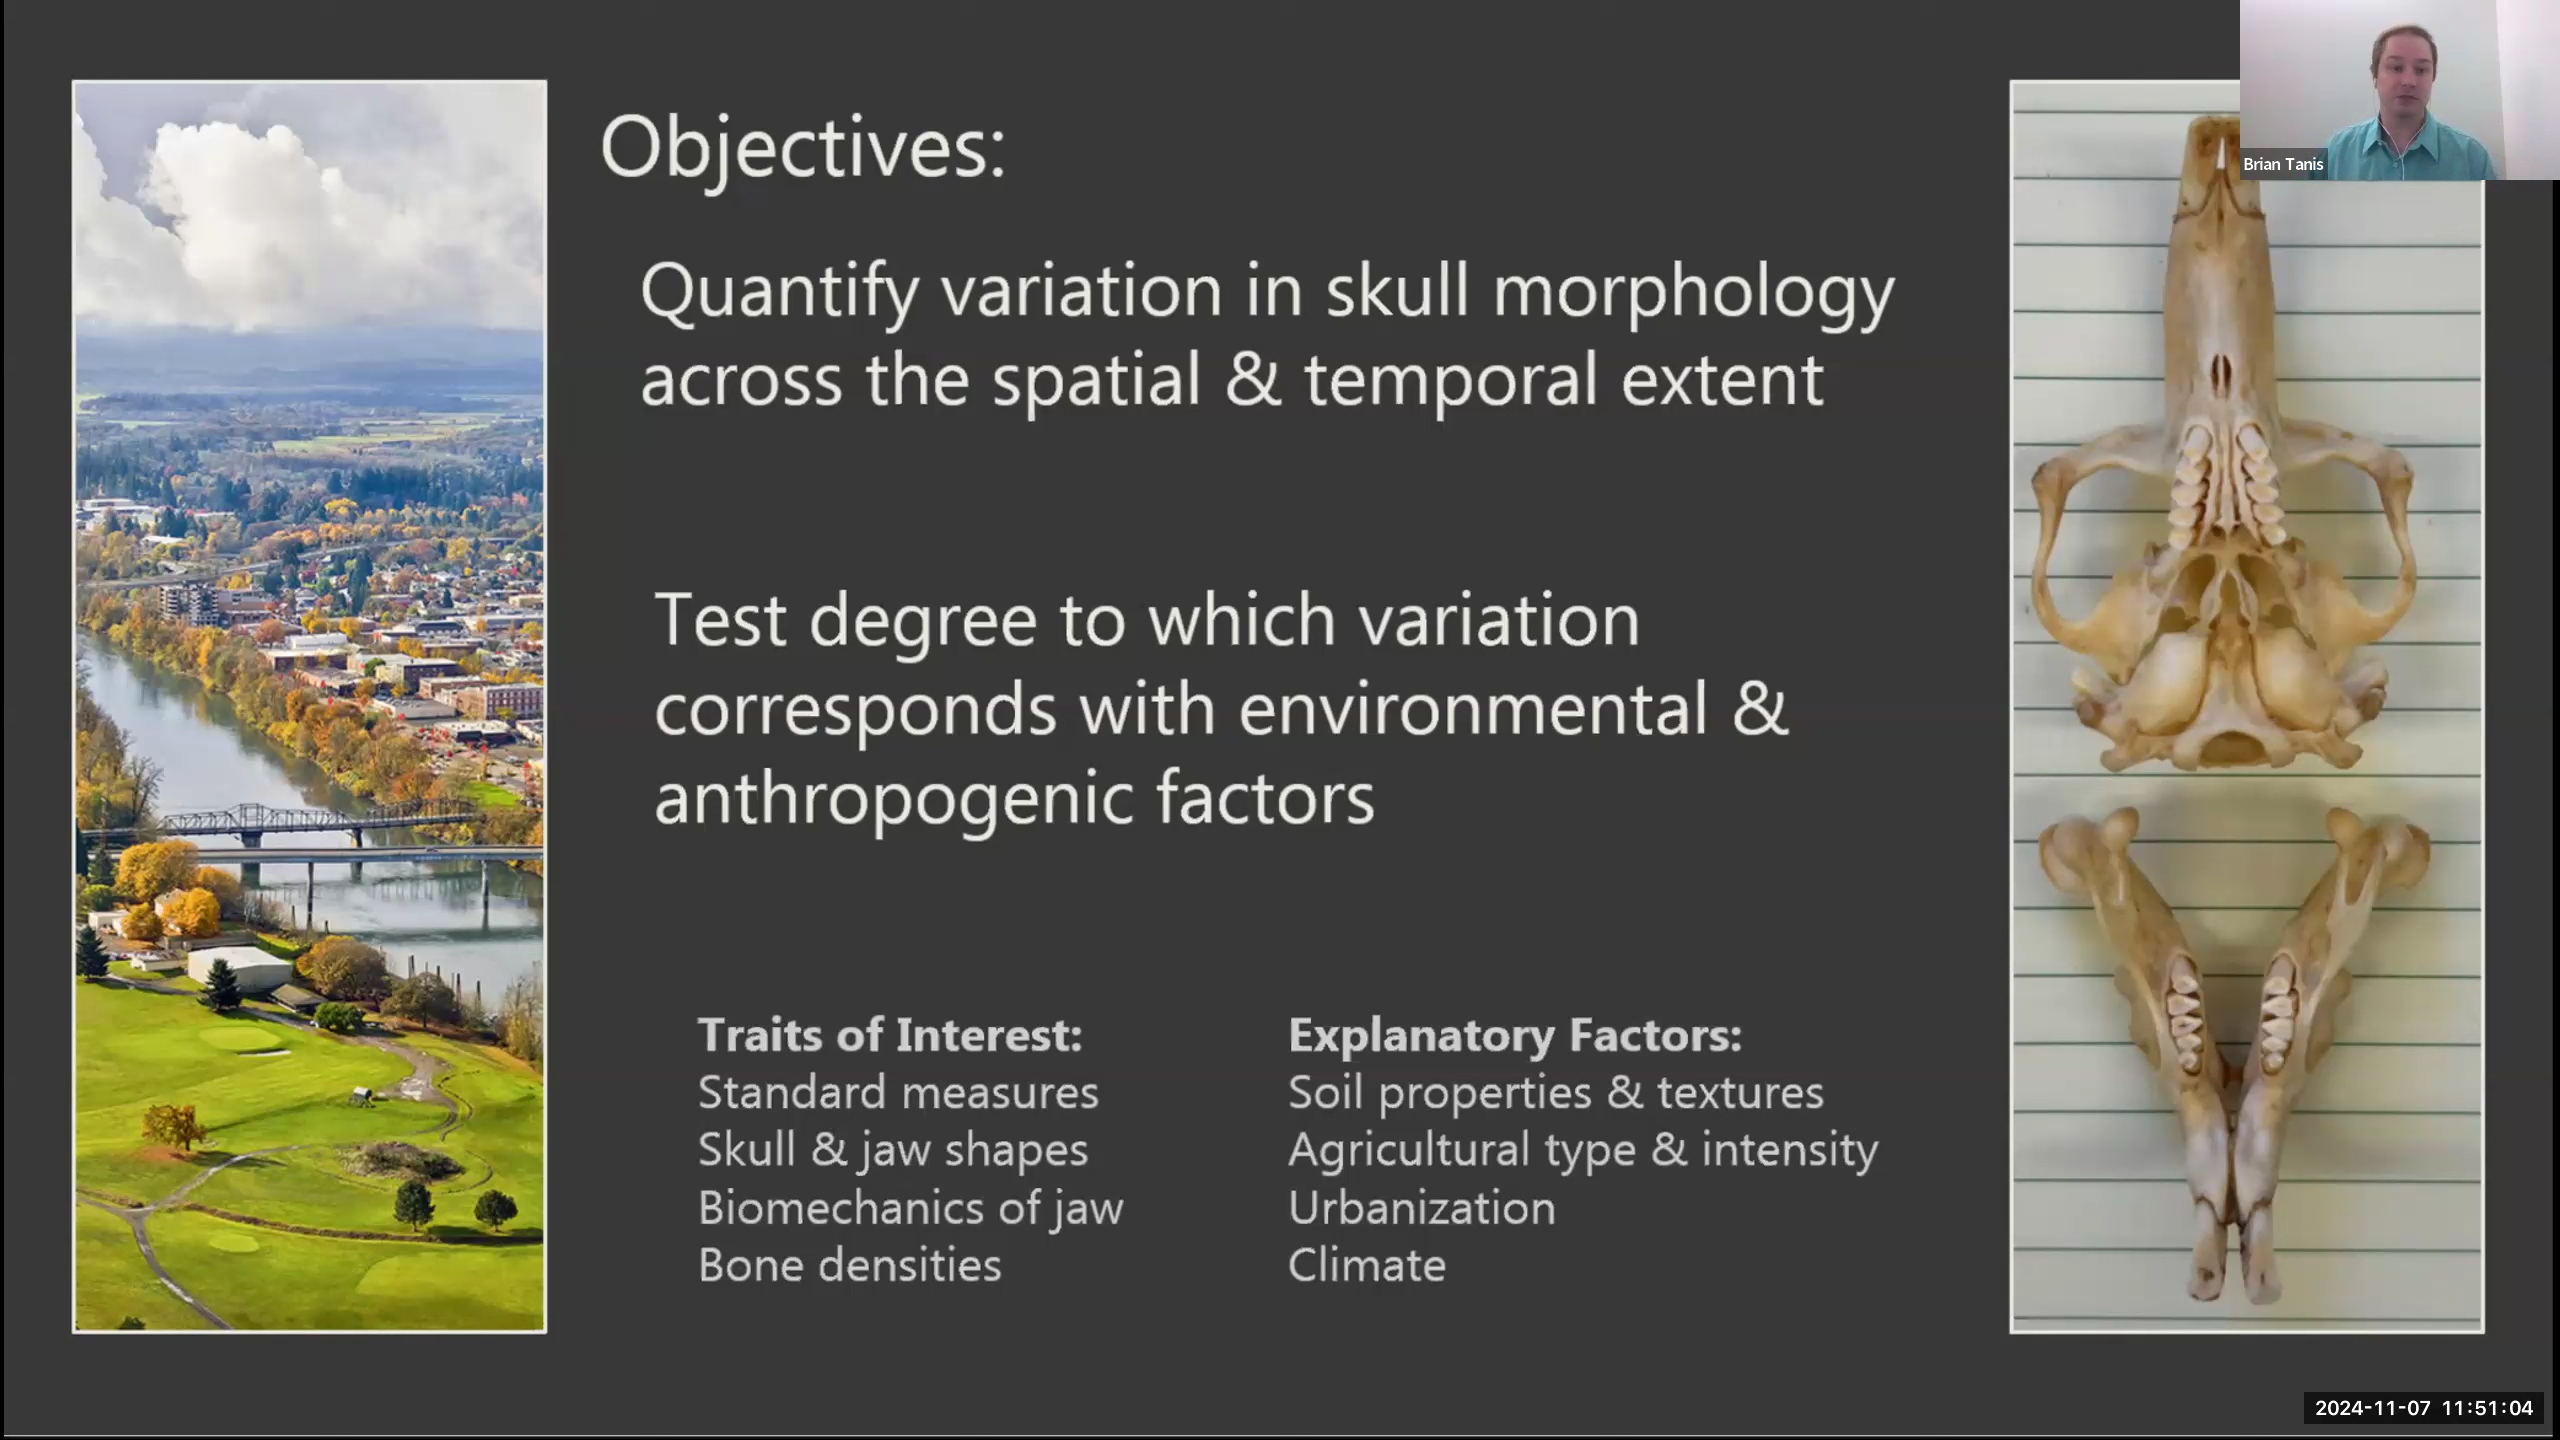 Objectives:
Quantify variation in skull morphology
across the spatial & temporal extent
Test degree to which variation
corresponds with environmental &
anthropogenic factors
Traits of Interest:
Standard measures
Skull & jaw shapes
Biomechanics of jaw
Bone densities
Explanatory Factors:
Soil properties & textures
Agricultural type & intensity
Urbanization
Climate
Brian Tanis
2024-11-07 11:51:04